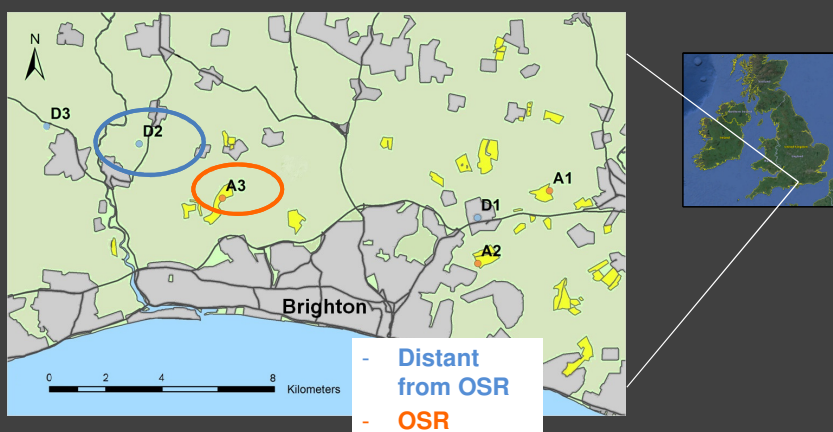 N
D3
D2
A3
A1
D1
A2
Brighton
0 2 4 8 Kilometers
- Distant
from OSR
- OSR